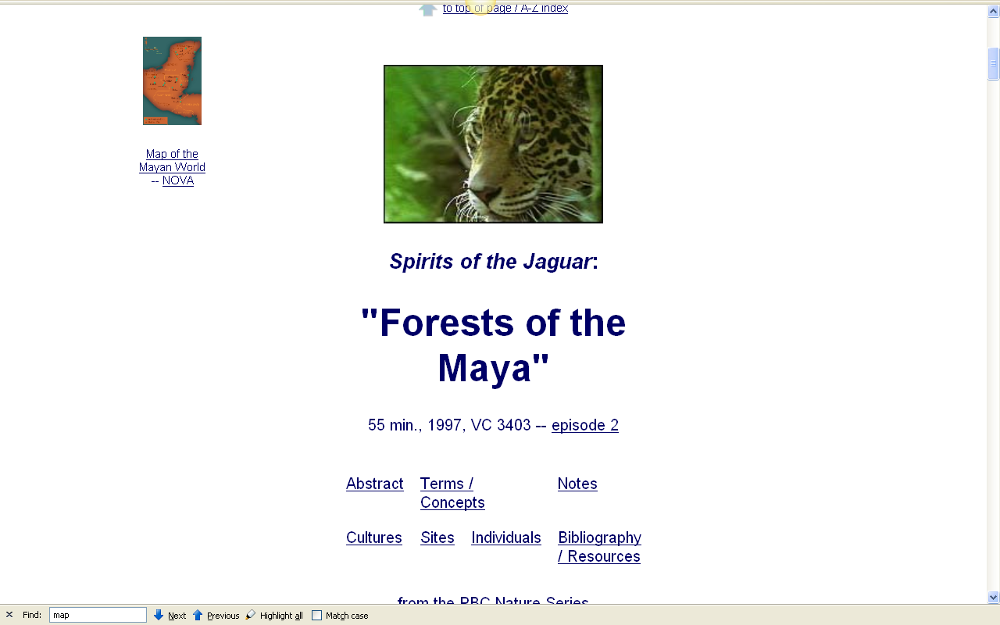 to top of page / A-Z index
Map of the
Mayan World
-- NOVA
Spirits of the Jaguar:
"Forests of the
Maya"
55 min., 1997, VC 3403 -- episode 2
Abstract Terms / Notes
Concepts
Cultures Sites Individuals Bibliography
/ Resources
from the PBC Nature Series
Find: map Next Previous Highlight all Match case